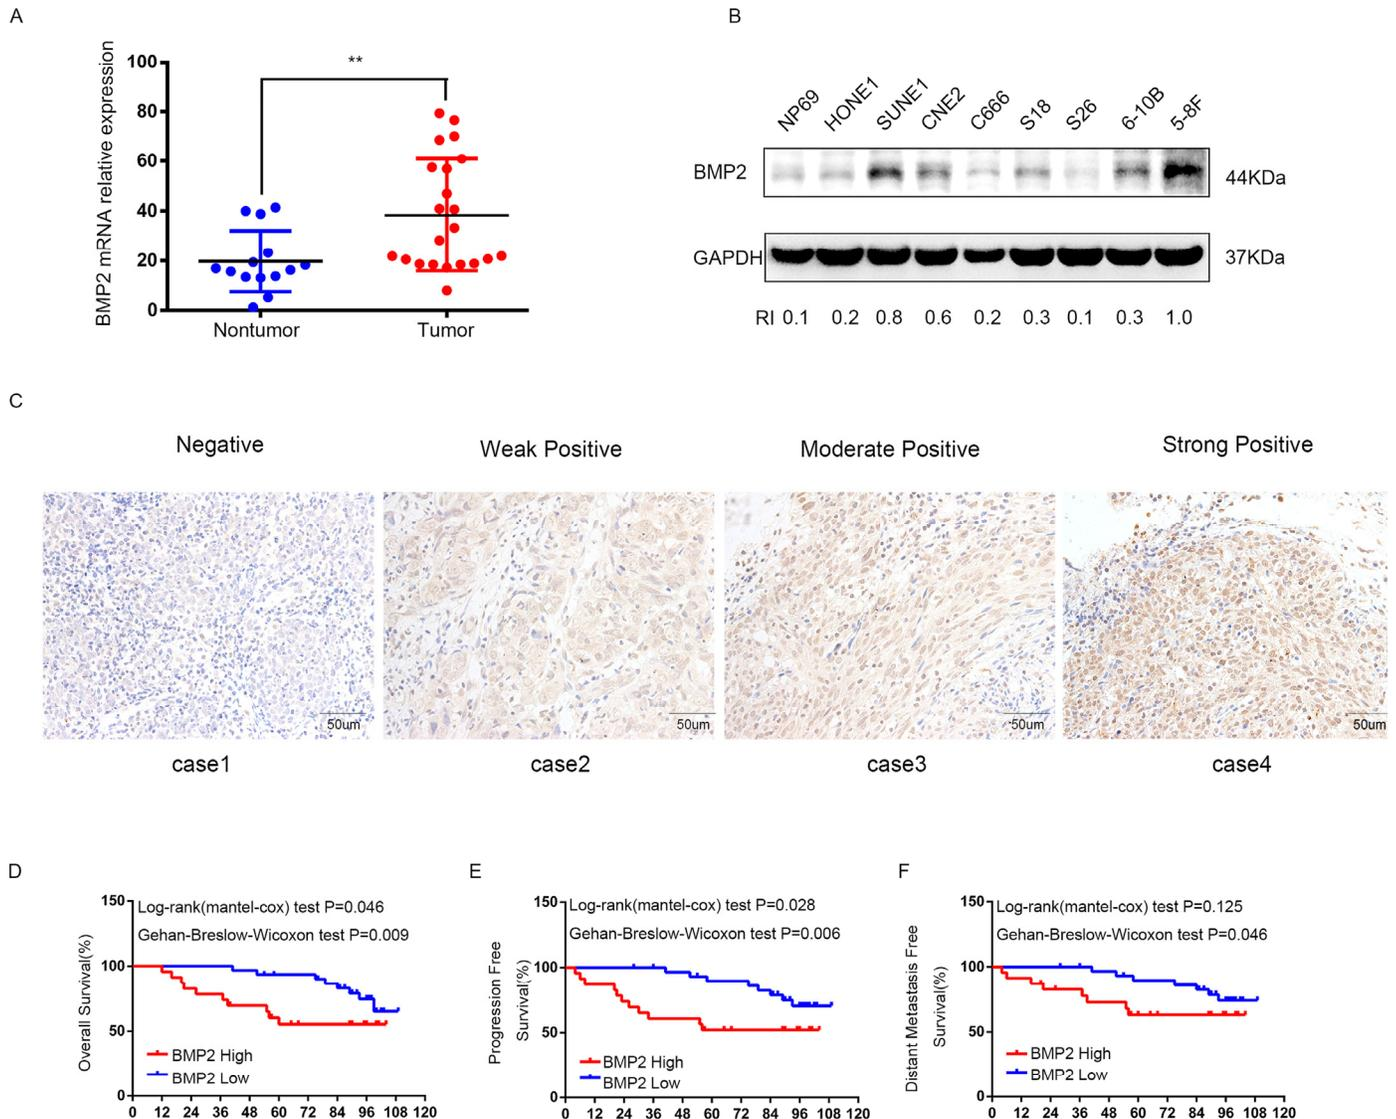 A
BMP2 mRNA relative expression
100
80
60
40
20
0
**
Nontumor
Tumor
B
NP69
HONE1
SUNE1
CNE2
C666
S18
S26
6-10B
5-8F
BMP2
44KDa
GAPDH
37KDa
RI 0.1 0.2 0.8 0.6 0.2 0.3 0.1 0.3 1.0
C
Negative
Weak Positive
Moderate Positive
Strong Positive
50um
50um
50um
50um
case1
case2
case3
case4
D
Overall Survival(%)
150
100
50
0
Log-rank(mantel-cox) test P=0.046
Gehan-Breslow-Wicoxon test P=0.009
BMP2 High
BMP2 Low
0 12 24 36 48 60 72 84 96 108 120
E
Progression Free
Survival(%)
150
100
50
0
Log-rank(mantel-cox) test P=0.028
Gehan-Breslow-Wicoxon test P=0.006
BMP2 High
BMP2 Low
0 12 24 36 48 60 72 84 96 108 120
F
Distant Metastasis Free
Survival(%)
150
100
50
0
Log-rank(mantel-cox) test P=0.125
Gehan-Breslow-Wicoxon test P=0.046
BMP2 High
BMP2 Low
0 12 24 36 48 60 72 84 96 108 120